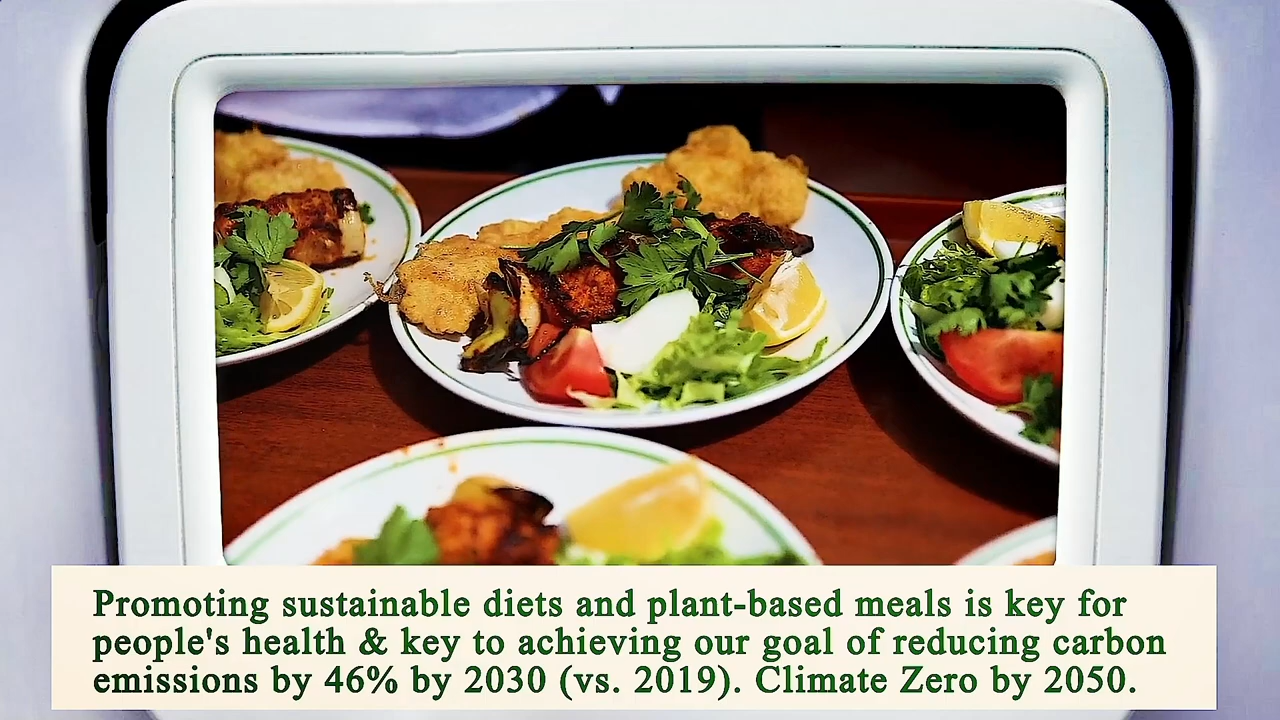 Promoting sustainable diets and plant-based meals is key for
people's health & key to achieving our goal of reducing carbon
emissions by 46% by 2030 (vs. 2019). Climate Zero by 2050.